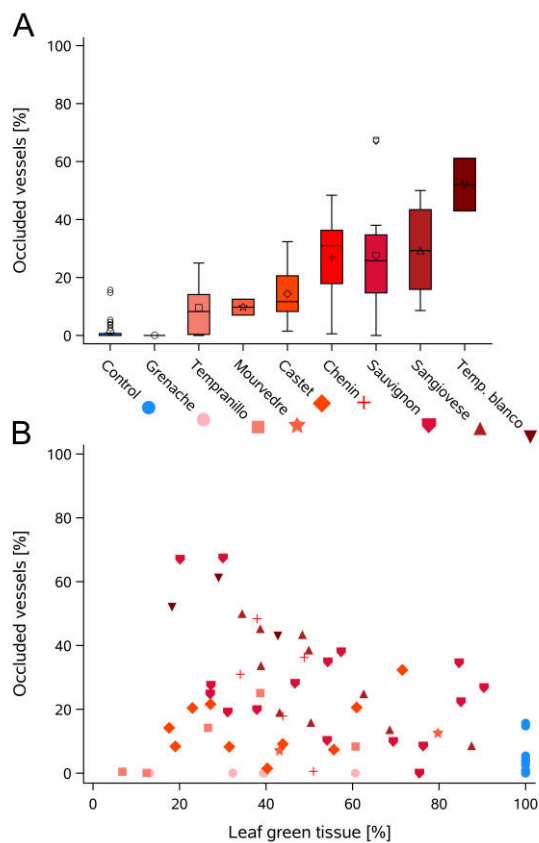 A
Occluded vessels [%]
100
80
60
40
20
0
Control
Grenache
Tempranillo
Mourvedre
Castet
Chenin
Sauvignon
Sangiovese
Temp. blanco
B
Occluded vessels [%]
100
80
60
40
20
0
0 20 40 60 80 100
Leaf green tissue [%]